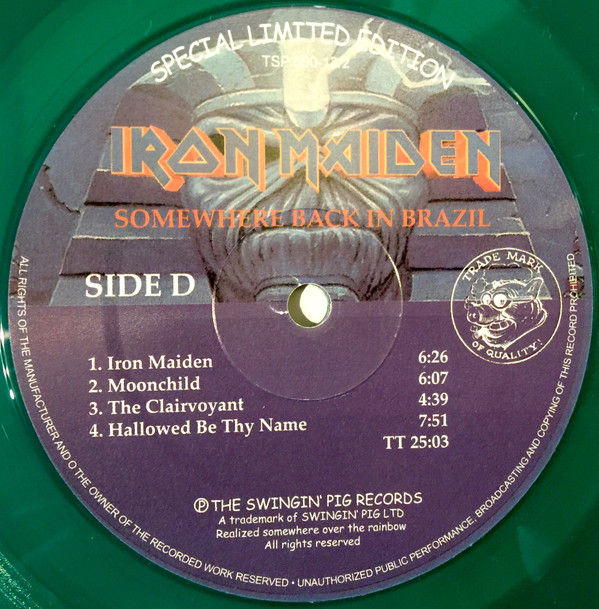 SPECIAL LIMITED EDITION
IRON MAIDEN
SOMEWHERE BACK IN BRAZIL
SIDE D
TRADE MARK
OF QUALITY!
1. Iron Maiden 6:26
2. Moonchild 6:07
3. The Clairvoyant 4:39
4. Hallowed Be Thy Name 7:51
TT 25:03
Ⓟ THE SWINGIN' PIG RECORDS
A trademark of SWINGIN' PIG LTD
Realized somewhere over the rainbow
All rights reserved
ALL RIGHTS OF THE MANUFACTURER AND O THE OWNER OF THE RECORDED WORK RESERVED • UNAUTHORIZED PUBLIC PERFORMANCE, BROADCASTING AND COPYING OF THIS RECORD PROHIBITED